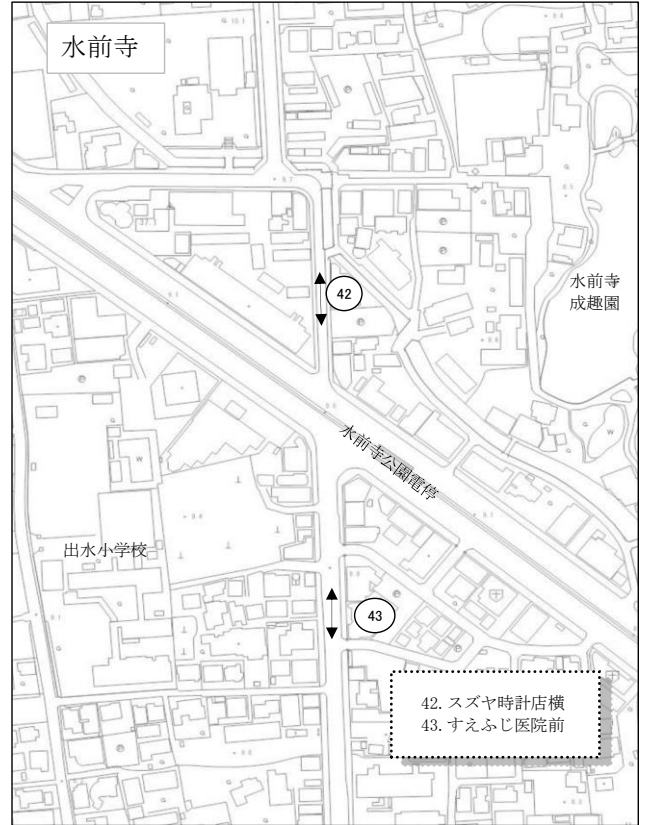 水前寺
42
水前寺
成趣園
水前寺公園電停
出水小学校
43
42. スズヤ時計店横
43. すえふじ医院前